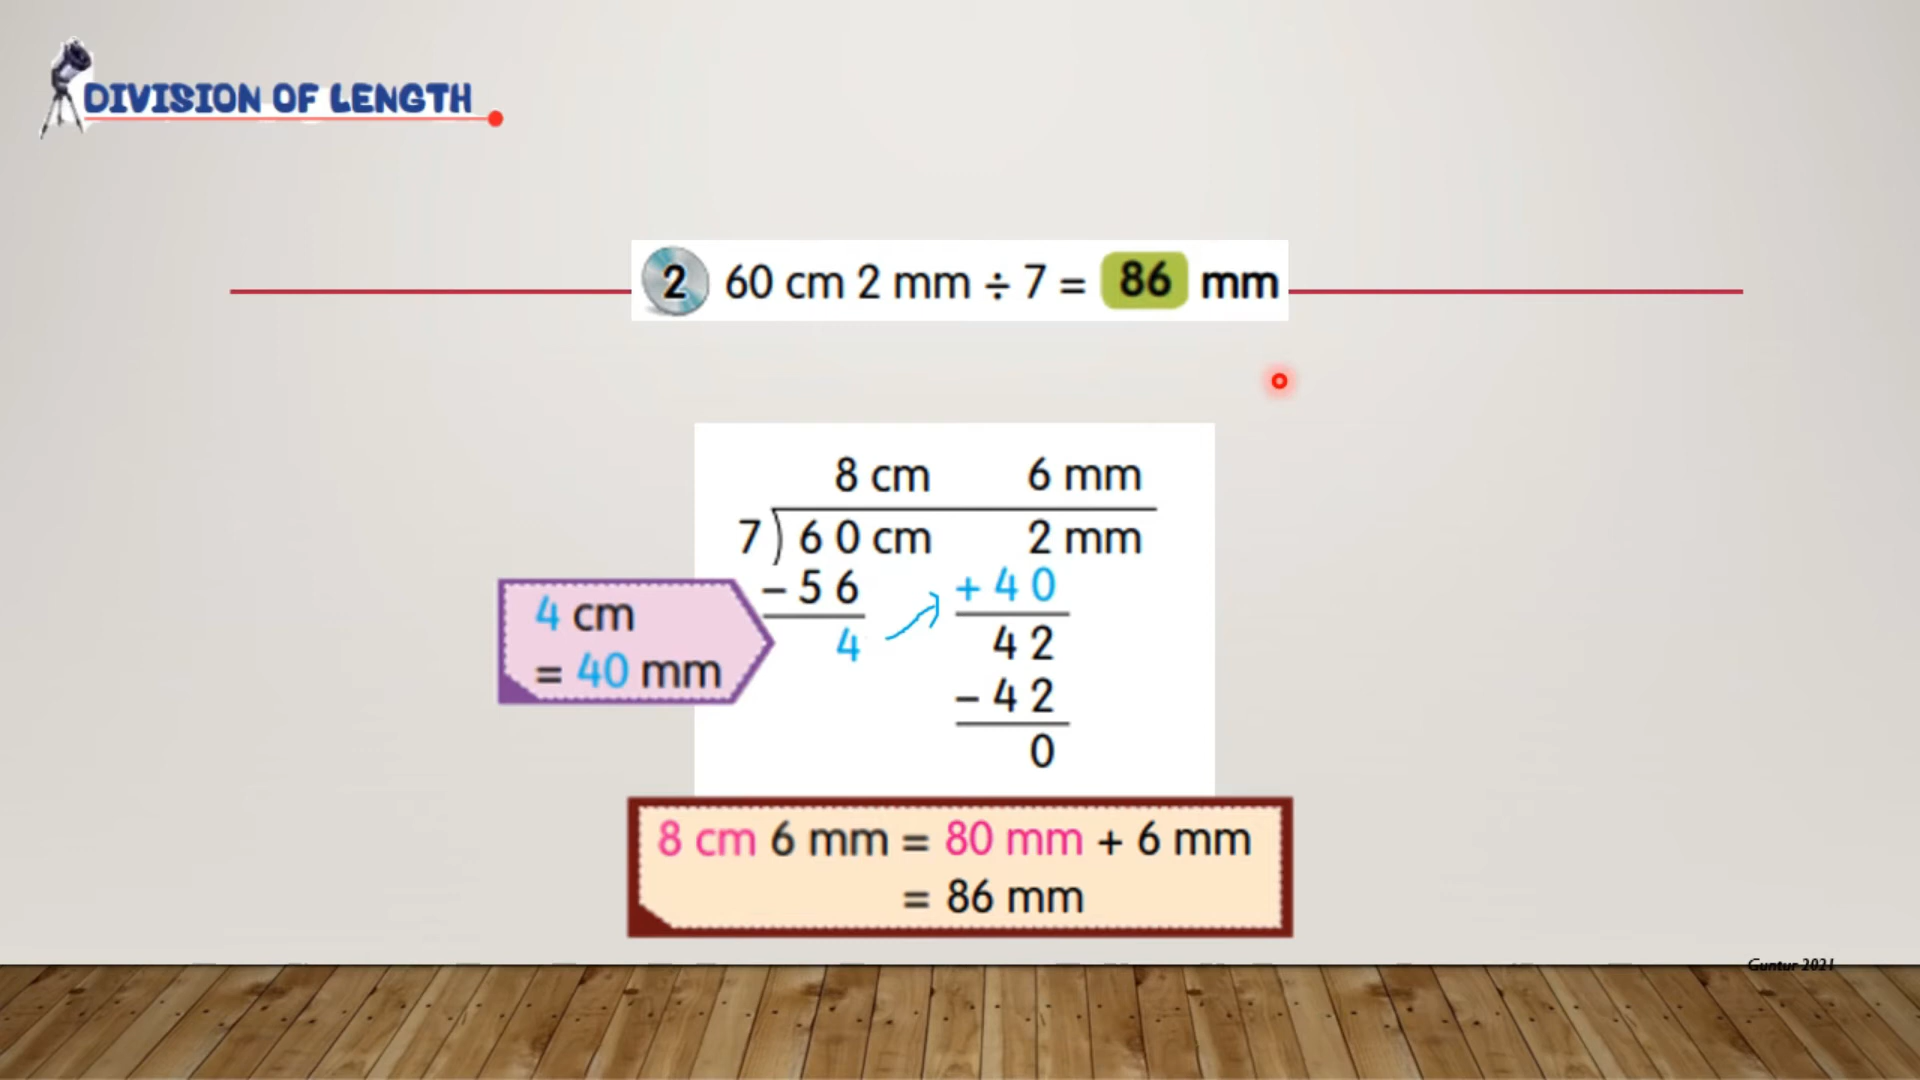 DIVISION OF LENGTH
2 60 cm 2 mm ÷ 7 = 86 mm
8 cm 6 mm
7 ) 6 0 cm 2 mm
– 5 6 + 4 0
4 4 2
– 4 2
0
4 cm
= 40 mm
8 cm 6 mm = 80 mm + 6 mm
= 86 mm
Guntur 2021